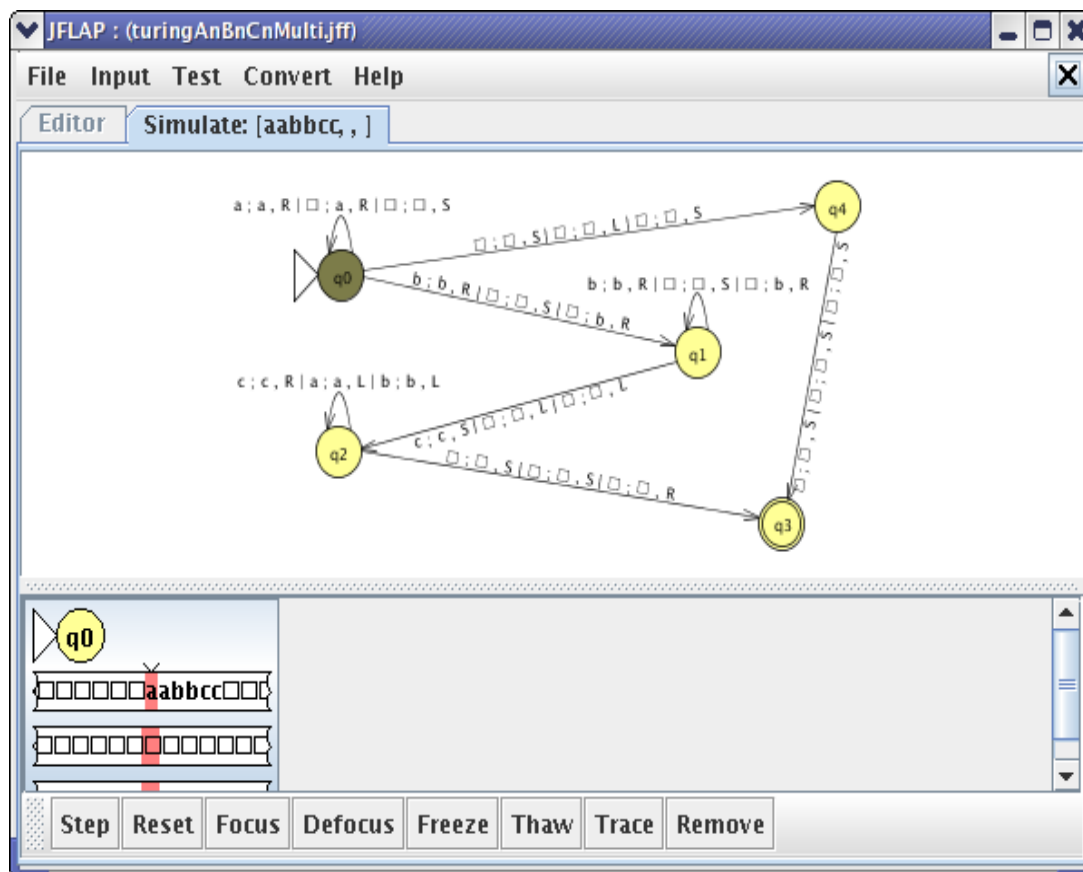 JFLAP : (turingAnBnCnMulti.jff)
File Input Test Convert Help
Editor Simulate: [aabbcc, , ]
a ; a , R | □ ; a , R | □ ; □ , S
□ ; □ , S | □ ; □ , L | □ ; □ , S
q4
q0
b ; b , R | □ ; □ , S | □ ; b , R
b ; b , R | □ ; □ , S | □ ; b , R
□ ; □ , S | □ ; □ , S | □ ; □ , S
q1
c ; c , R | a ; a , L | b ; b , L
c ; c , S | □ ; □ , L | □ ; □ , L
q2
□ ; □ , S | □ ; □ , S | □ ; □ , R
q3
q0
□□□□□□aabbcc□□□
□□□□□□□□□□□□□
Step Reset Focus Defocus Freeze Thaw Trace Remove